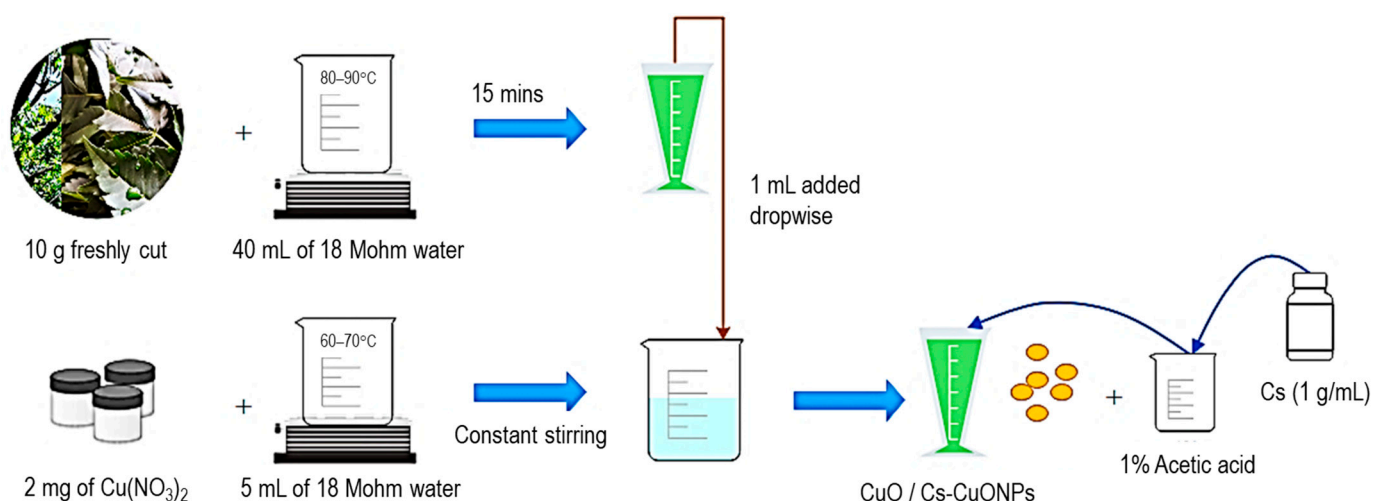 80–90°C
15 mins
+
1 mL added
dropwise
10 g freshly cut
40 mL of 18 Mohm water
60–70°C
+
Constant stirring
+
Cs (1 g/mL)
1% Acetic acid
2 mg of Cu(NO₃)₂
5 mL of 18 Mohm water
CuO / Cs-CuONPs